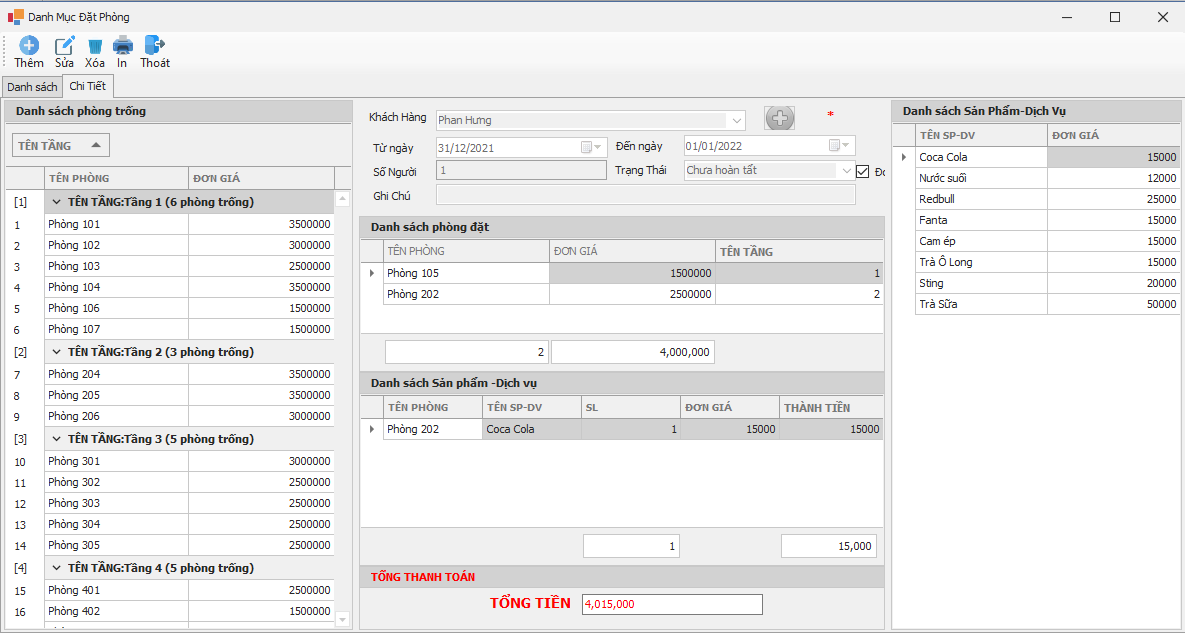 Danh Mục Đặt Phòng
Thêm Sửa Xóa In Thoát
Danh sách Chi Tiết
Danh sách phòng trống
TÊN TẦNG
TÊN PHÒNG ĐƠN GIÁ
[1] TÊN TẦNG:Tầng 1 (6 phòng trống)
1 Phòng 101 3500000
2 Phòng 102 3000000
3 Phòng 103 2500000
4 Phòng 104 3500000
5 Phòng 106 1500000
6 Phòng 107 1500000
[2] TÊN TẦNG:Tầng 2 (3 phòng trống)
7 Phòng 204 3500000
8 Phòng 205 3500000
9 Phòng 206 3000000
[3] TÊN TẦNG:Tầng 3 (5 phòng trống)
10 Phòng 301 3000000
11 Phòng 302 2500000
12 Phòng 303 2500000
13 Phòng 304 2500000
14 Phòng 305 2500000
[4] TÊN TẦNG:Tầng 4 (5 phòng trống)
15 Phòng 401 2500000
16 Phòng 402 1500000
Khách Hàng Phan Hưng *
Từ ngày 31/12/2021 Đến ngày 01/01/2022
Số Người 1 Trạng Thái Chưa hoàn tất
Ghi Chú
Danh sách phòng đặt
TÊN PHÒNG ĐƠN GIÁ TÊN TẦNG
Phòng 105 1500000 1
Phòng 202 2500000 2
2 4,000,000
Danh sách Sản phẩm -Dịch vụ
TÊN PHÒNG TÊN SP-DV SL ĐƠN GIÁ THÀNH TIỀN
Phòng 202 Coca Cola 1 15000 15000
1 15,000
TỔNG THANH TOÁN
TỔNG TIỀN 4,015,000
Danh sách Sản Phẩm-Dịch Vụ
TÊN SP-DV ĐƠN GIÁ
Coca Cola 15000
Nước suối 12000
Redbull 25000
Fanta 15000
Cam ép 15000
Trà Ô Long 15000
Sting 20000
Trà Sữa 50000